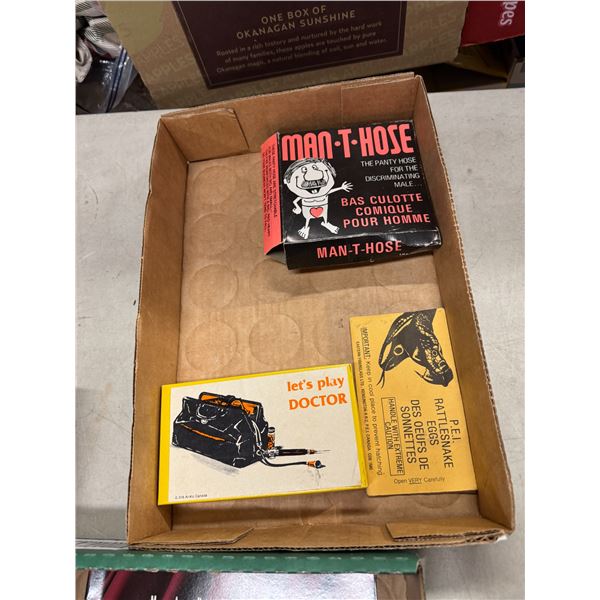 ONE BOX OF
OKANAGAN SUNSHINE
Rooted in a rich history and nurtured by the hard work
of many families, these apples are touched by pure
Okanagan magic, a natural blending of soil, sun and water.
MAN·T·HOSE
THE PANTY HOSE
FOR THE
DISCRIMINATING
MALE...
BAS CULOTTE
COMIQUE
POUR HOMME
MAN-T-HOSE
let's play
DOCTOR
IMPORTANT: Keep in cool place to prevent hatching.
P.E.I.
RATTLESNAKE
EGGS
DES OEUFS DE
SONNETTES
HANDLE WITH EXTREME
CAUTION
Open VERY Carefully